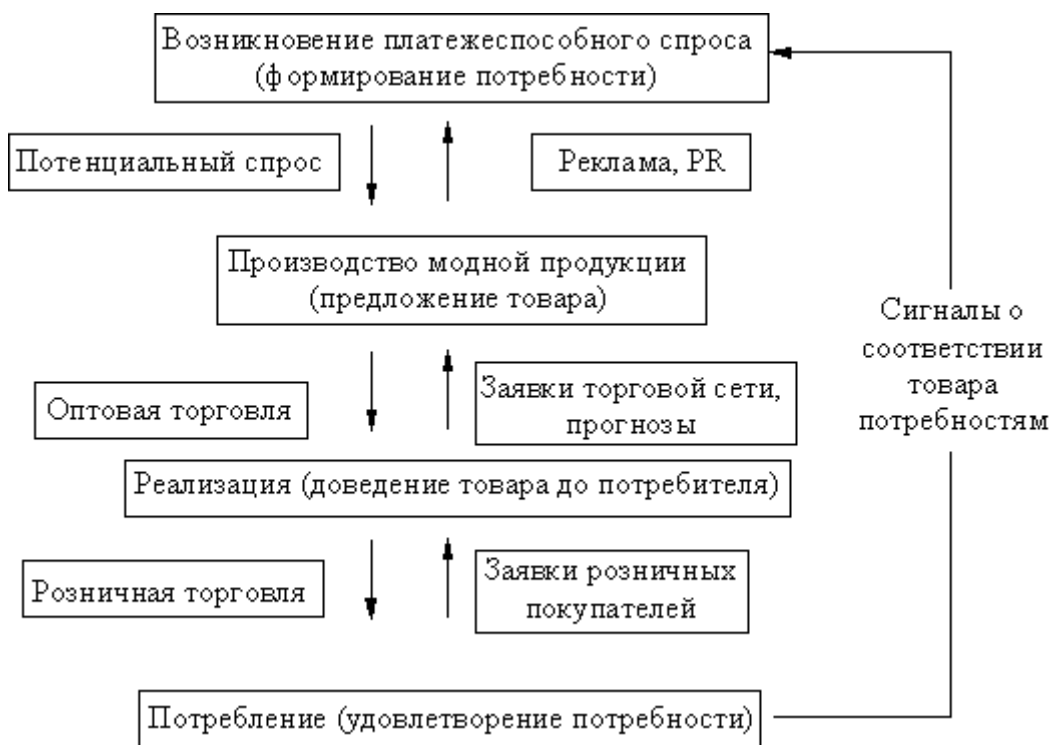 Возникновение платежеспособного спроса
(формирование потребности)
Потенциальный спрос
Реклама, PR
Производство модной продукции
(предложение товара)
Сигналы о
соответствии
товара
потребностям
Оптовая торговля
Заявки торговой сети,
прогнозы
Реализация (доведение товара до потребителя)
Розничная торговля
Заявки розничных
покупателей
Потребление (удовлетворение потребности)